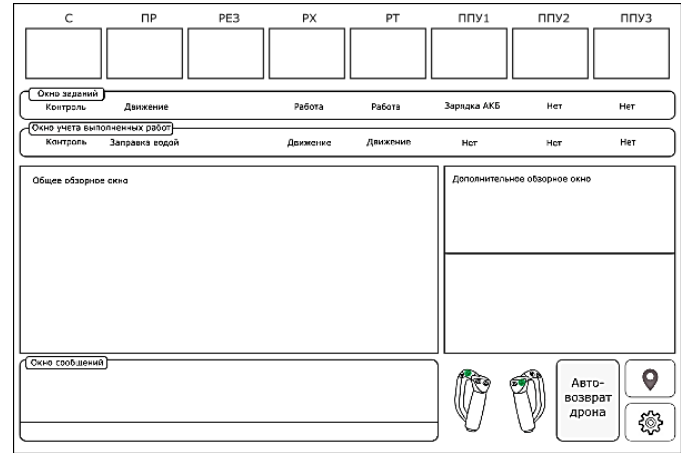 С ПР РЕЗ РХ РТ ППУ1 ППУ2 ППУ3
Окно заданий
Контроль Движение Работа Работа Зарядка АКБ Нет Нет
Окно учета выполненных работ
Контроль Заправка водой Движение Движение Нет Нет Нет
Общее обзорное окно
Дополнительное обзорное окно
Окно сообщений
Авто-
возврат
дрона